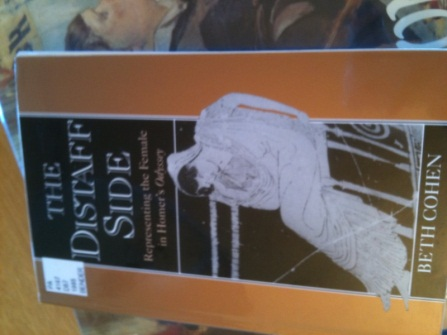 THE
DISTAFF
SIDE
Representing the Female
in Homer's Odyssey
BETH COHEN